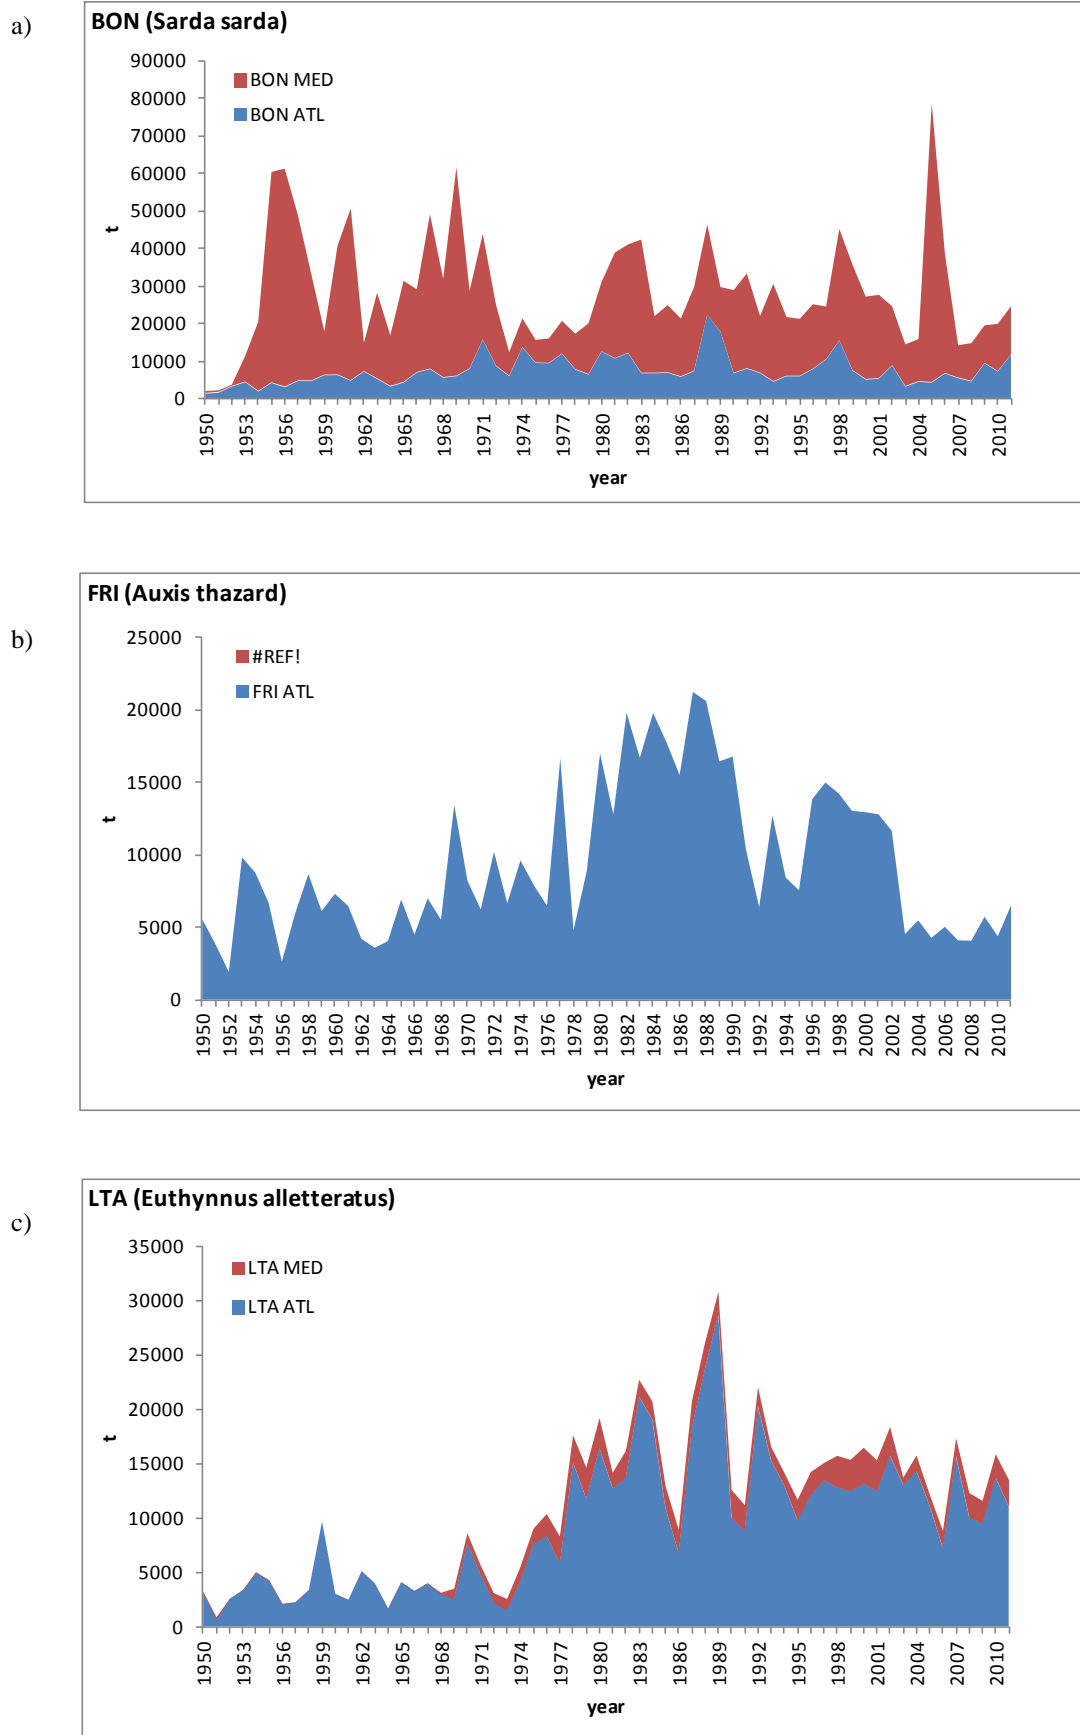 a)
BON (Sarda sarda)
90000
80000
70000
60000
50000
40000
30000
20000
10000
0
BON MED
BON ATL
t
1950 1953 1956 1959 1962 1965 1968 1971 1974 1977 1980 1983 1986 1989 1992 1995 1998 2001 2004 2007 2010
year
b)
FRI (Auxis thazard)
25000
20000
15000
10000
5000
0
#REF!
FRI ATL
t
1950 1952 1954 1956 1958 1960 1962 1964 1966 1968 1970 1972 1974 1976 1978 1980 1982 1984 1986 1988 1990 1992 1994 1996 1998 2000 2002 2004 2006 2008 2010
year
c)
LTA (Euthynnus alletteratus)
35000
30000
25000
20000
15000
10000
5000
0
LTA MED
LTA ATL
t
1950 1953 1956 1959 1962 1965 1968 1971 1974 1977 1980 1983 1986 1989 1992 1995 1998 2001 2004 2007 2010
year